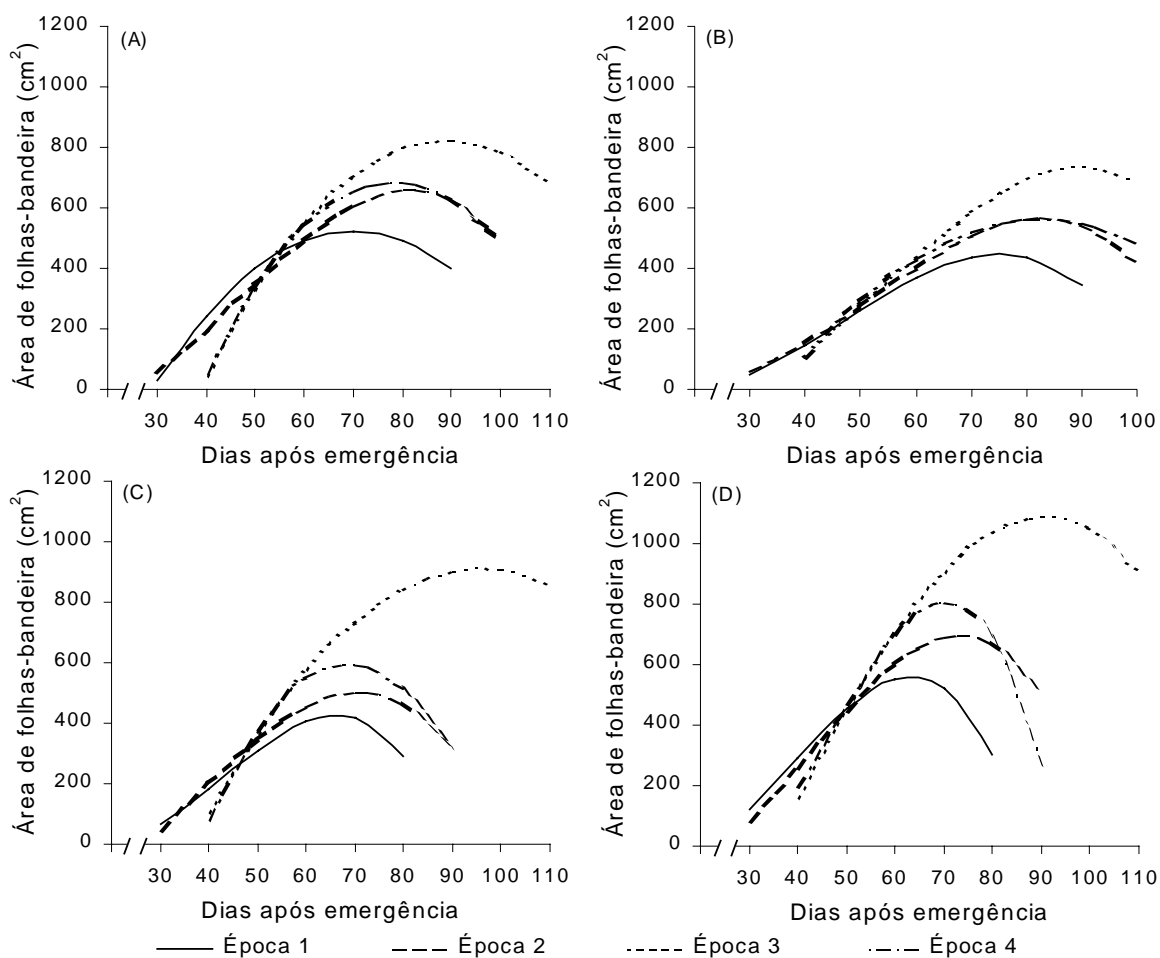 (A)
Área de folhas-bandeira (cm²)
1200
1000
800
600
400
200
0
30 40 50 60 70 80 90 100 110
Dias após emergência
(B)
Área de folhas-bandeira (cm²)
1200
1000
800
600
400
200
0
30 40 50 60 70 80 90 100
Dias após emergência
(C)
Área de folhas-bandeira (cm²)
1200
1000
800
600
400
200
0
30 40 50 60 70 80 90 100 110
Dias após emergência
(D)
Área de folhas-bandeira (cm²)
1200
1000
800
600
400
200
0
30 40 50 60 70 80 90 100 110
Dias após emergência
Época 1 Época 2 Época 3 Época 4